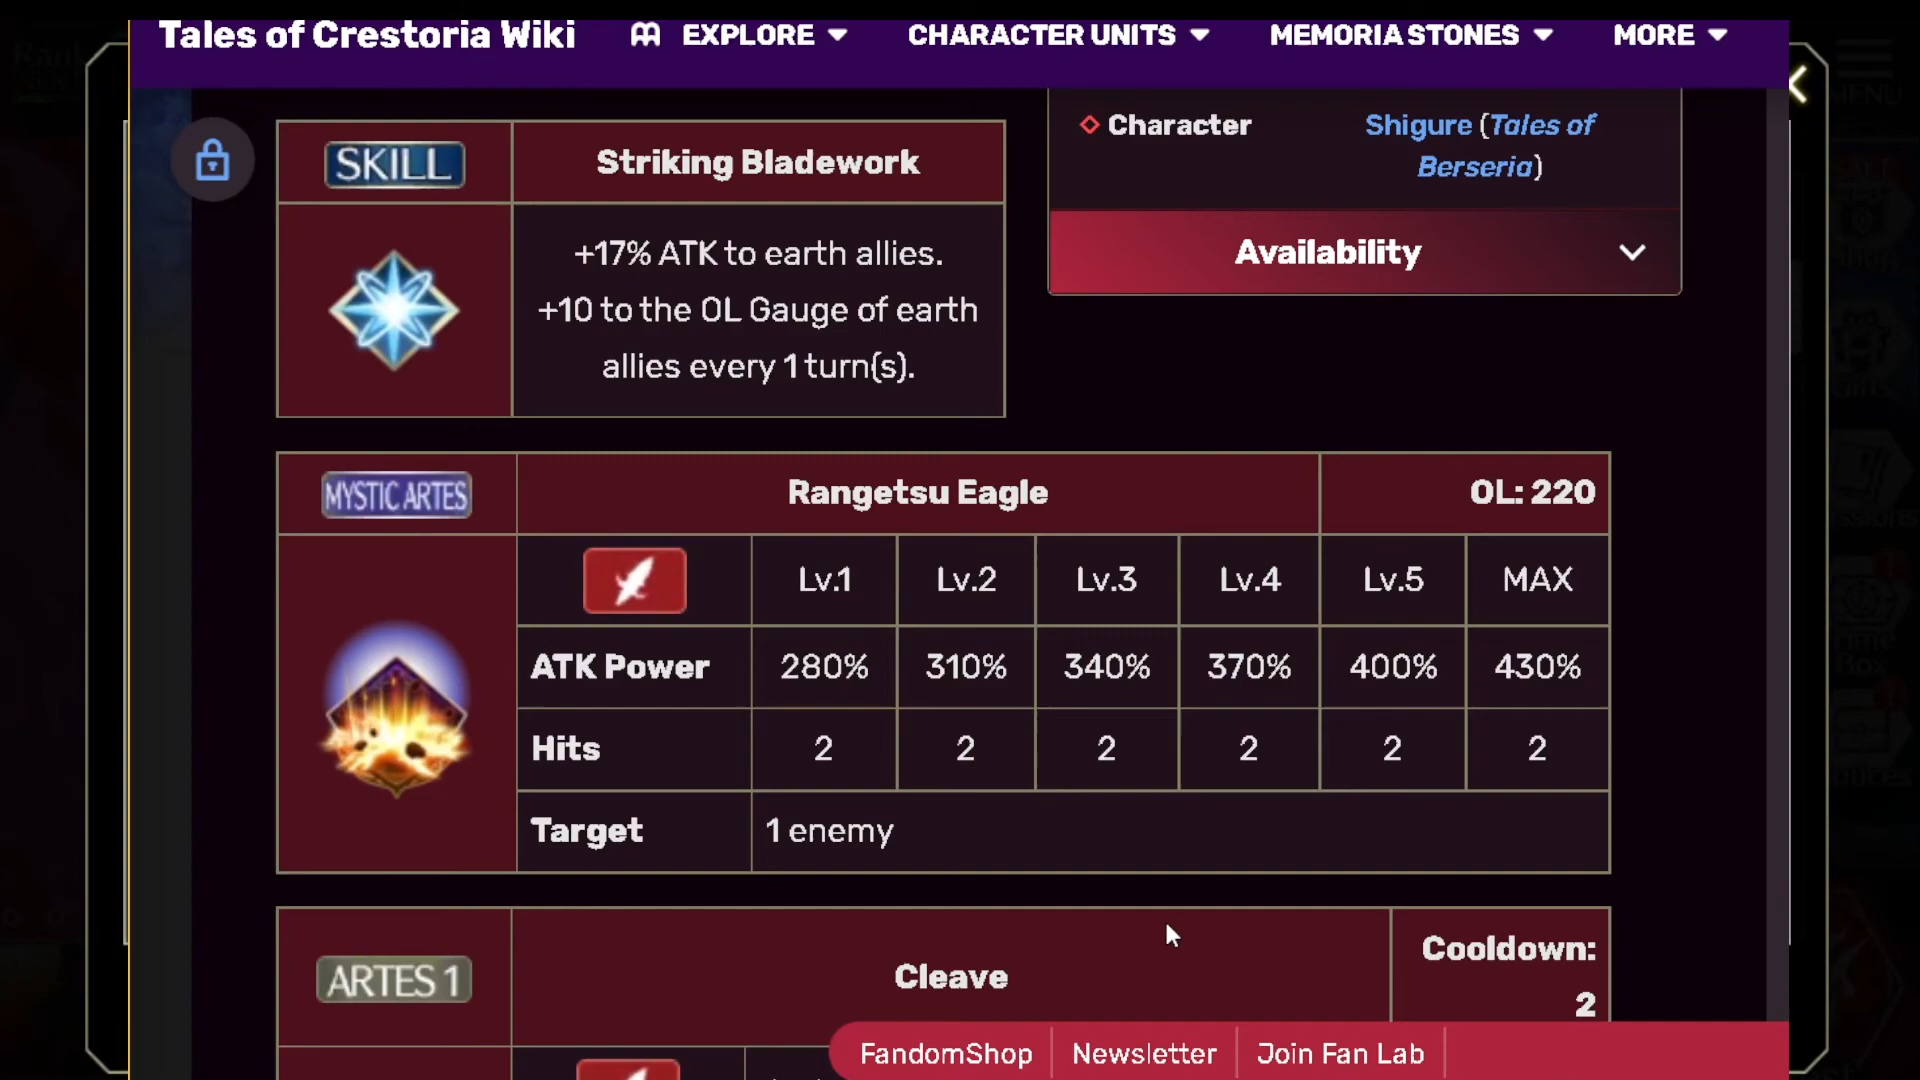 Tales of Crestoria Wiki EXPLORE CHARACTER UNITS MEMORIA STONES MORE
Character Shigure (Tales of
Berseria)
Availability
SKILL Striking Bladework
+17% ATK to earth allies.
+10 to the OL Gauge of earth
allies every 1 turn(s).
MYSTIC ARTES Rangetsu Eagle OL: 220
Lv.1 Lv.2 Lv.3 Lv.4 Lv.5 MAX
ATK Power 280% 310% 340% 370% 400% 430%
Hits 2 2 2 2 2 2
Target 1 enemy
ARTES 1 Cleave Cooldown:
2
FandomShop Newsletter Join Fan Lab